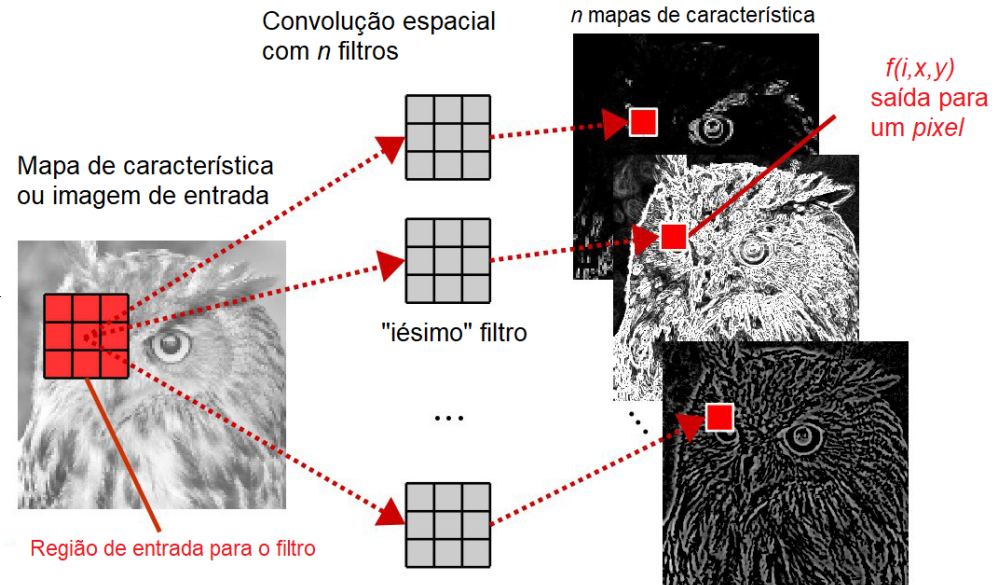 Convolução espacial
com n filtros
n mapas de característica
f(i,x,y)
saída para
um pixel
Mapa de característica
ou imagem de entrada
"iésimo" filtro
...
Região de entrada para o filtro